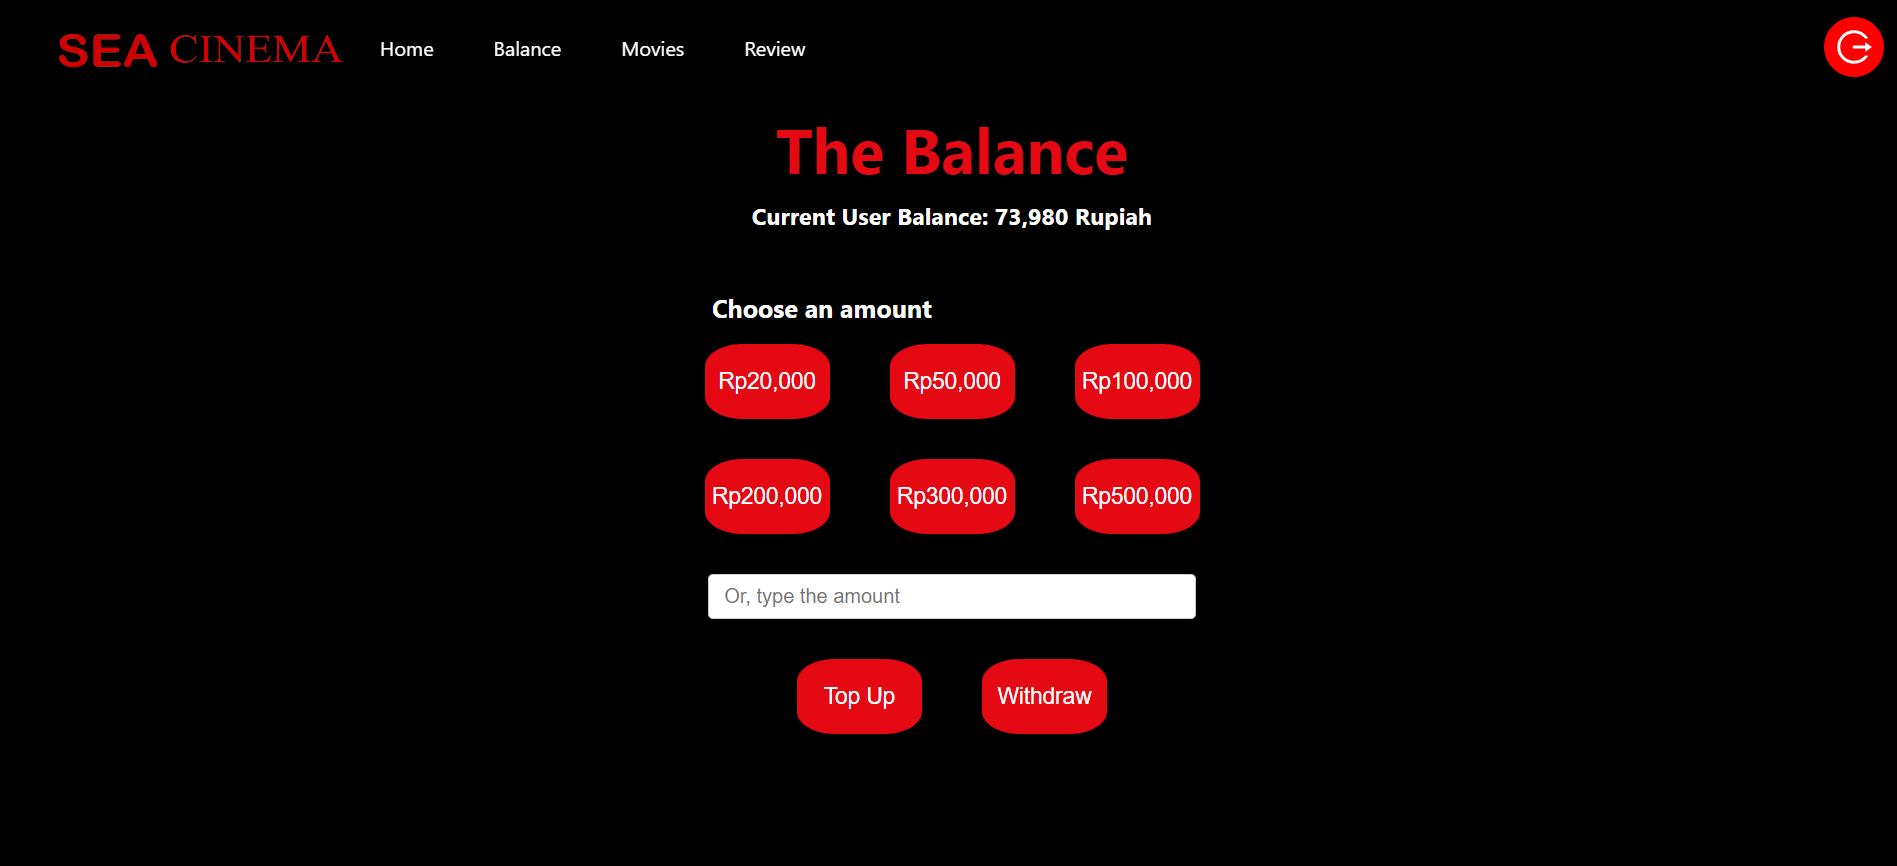 SEA CINEMA Home Balance Movies Review
The Balance
Current User Balance: 73,980 Rupiah
Choose an amount
Rp20,000 Rp50,000 Rp100,000
Rp200,000 Rp300,000 Rp500,000
Or, type the amount
Top Up Withdraw